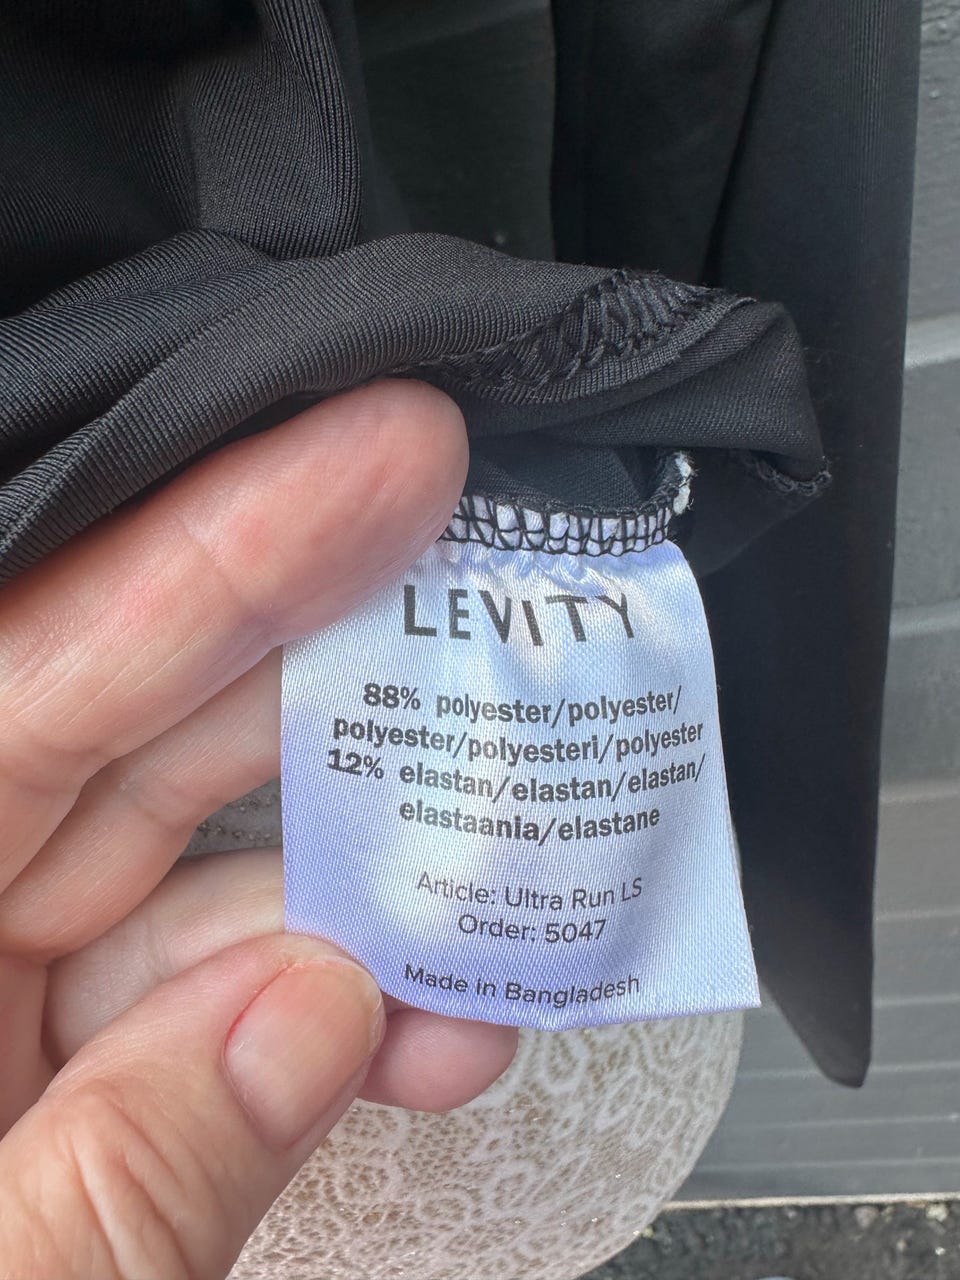 LEVITY
88% polyester/polyester/
polyester/polyesteri/polyester
12% elastan/elastan/elastan/
elastaania/elastane
Article: Ultra Run LS
Order: 5047
Made in Bangladesh